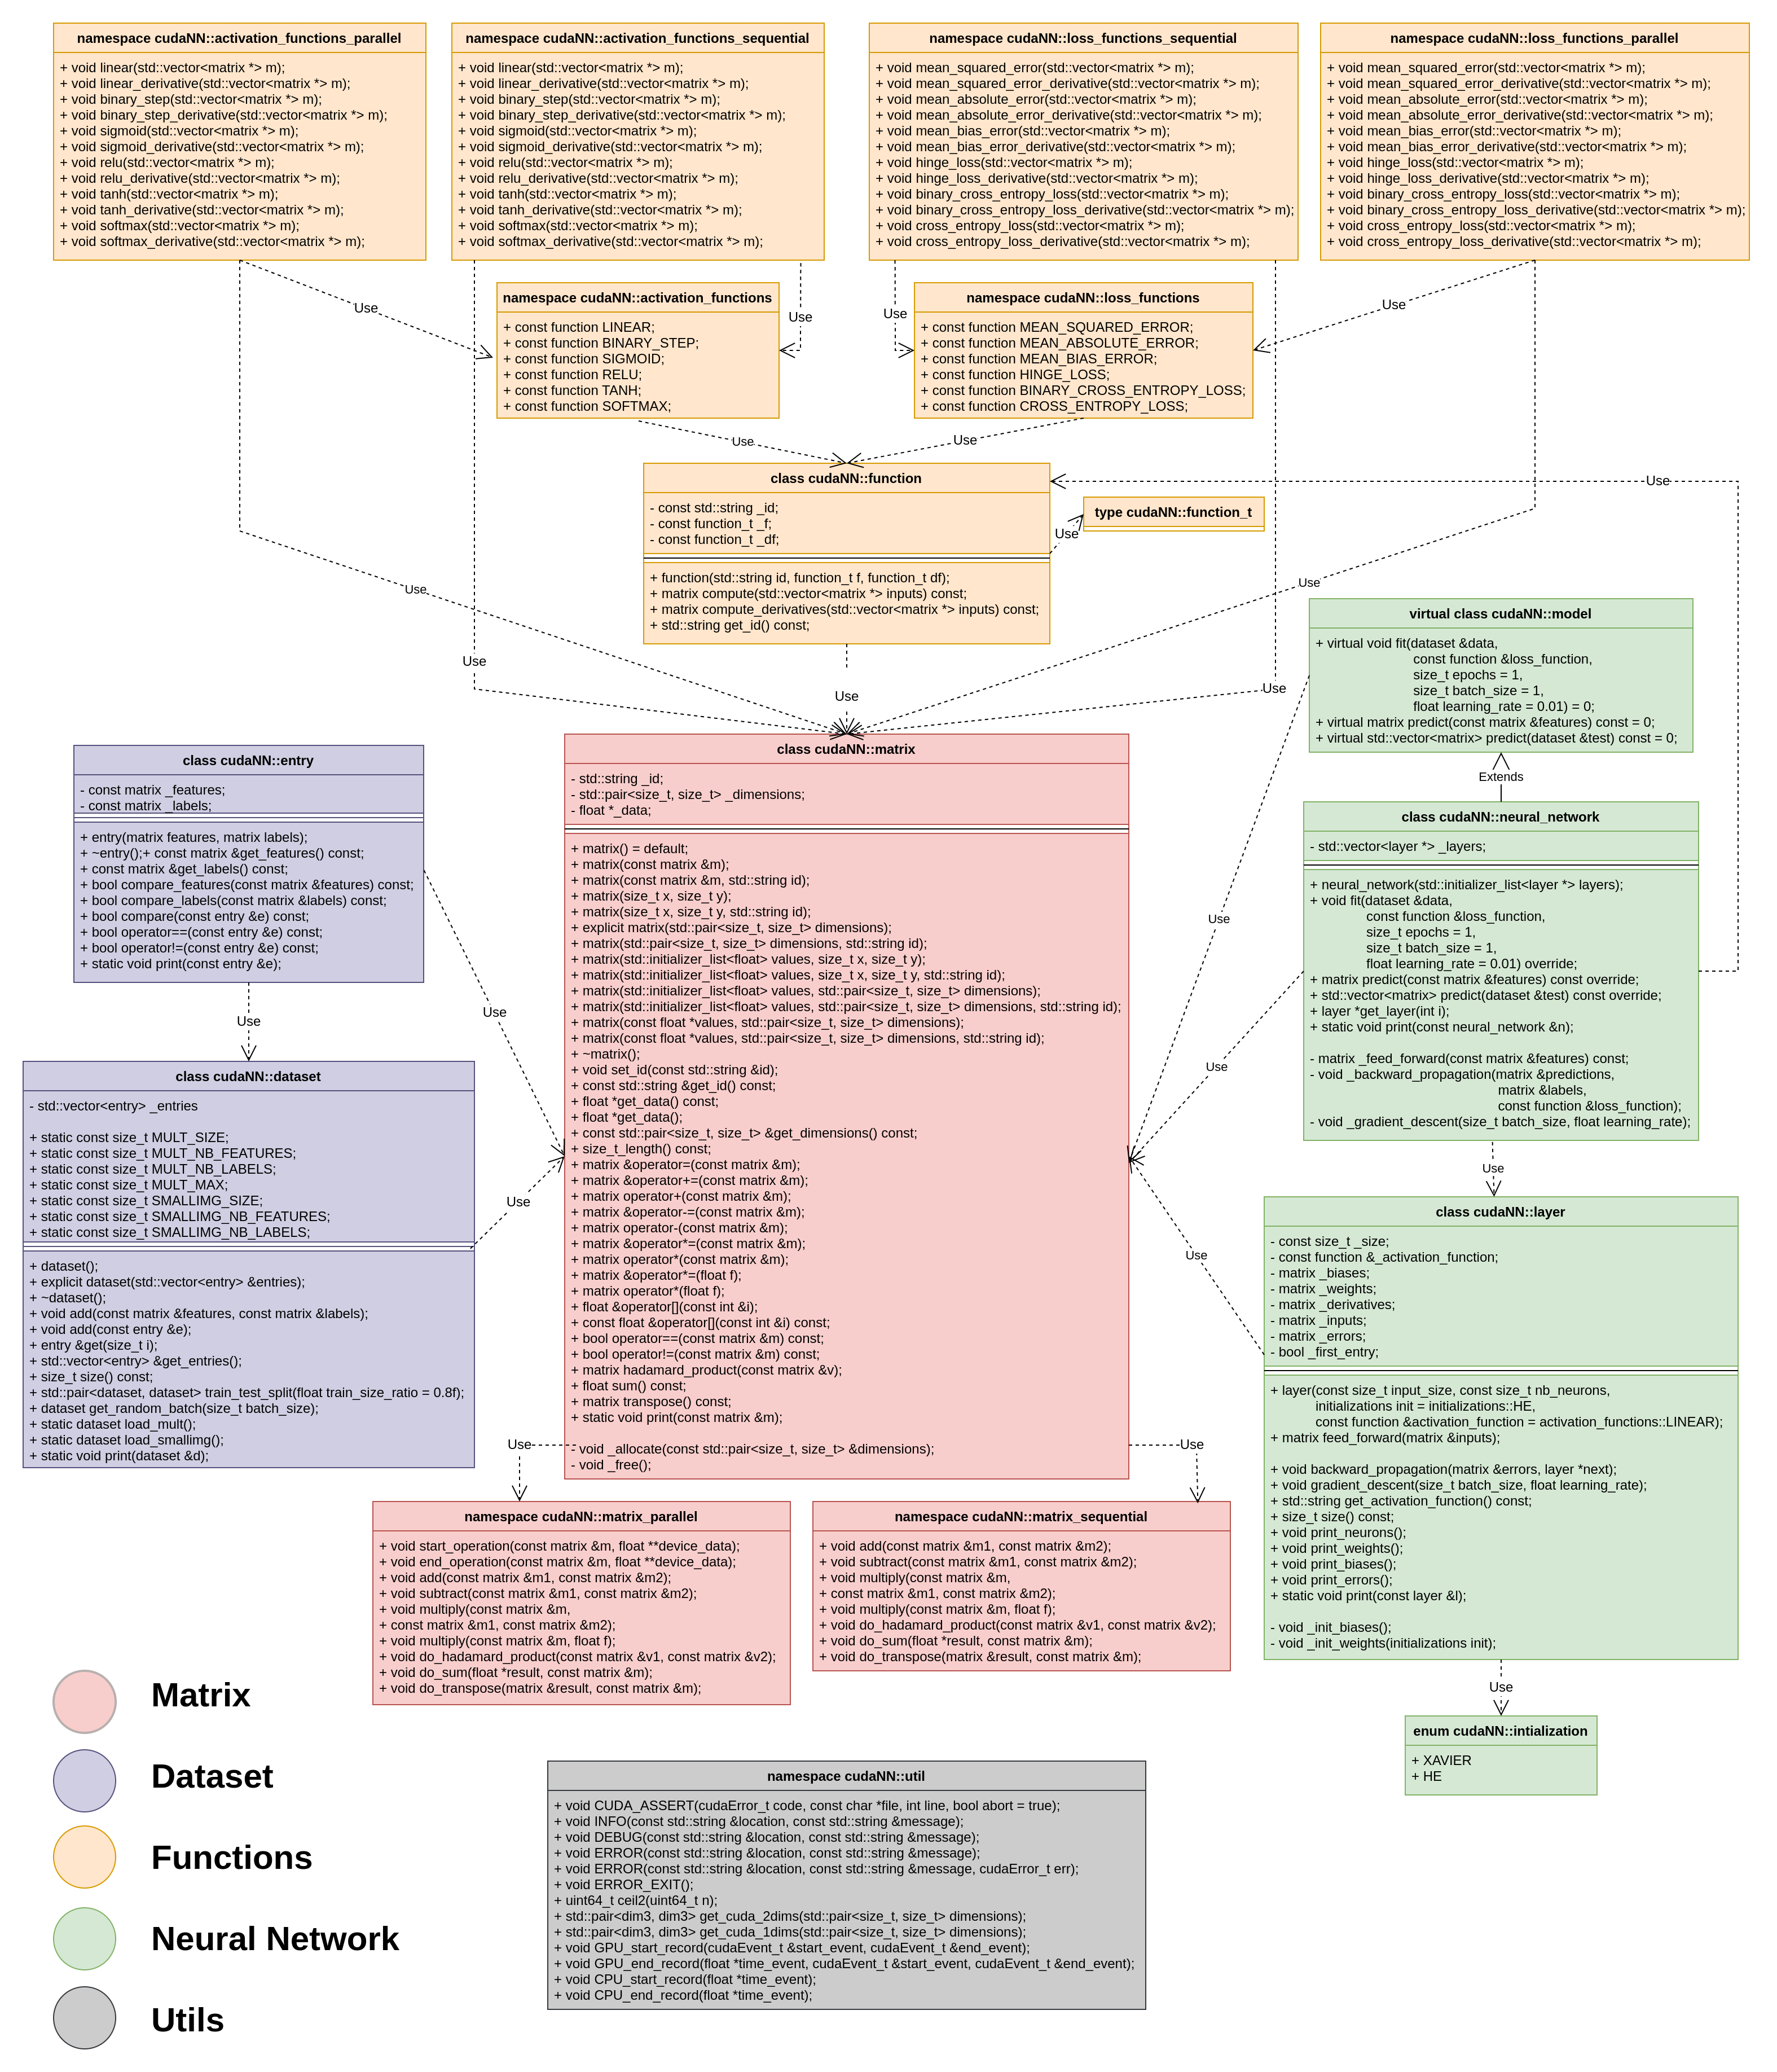 namespace cudaNN::activation_functions_parallel
+ void linear(std::vector<matrix *> m);
+ void linear_derivative(std::vector<matrix *> m);
+ void binary_step(std::vector<matrix *> m);
+ void binary_step_derivative(std::vector<matrix *> m);
+ void sigmoid(std::vector<matrix *> m);
+ void sigmoid_derivative(std::vector<matrix *> m);
+ void relu(std::vector<matrix *> m);
+ void relu_derivative(std::vector<matrix *> m);
+ void tanh(std::vector<matrix *> m);
+ void tanh_derivative(std::vector<matrix *> m);
+ void softmax(std::vector<matrix *> m);
+ void softmax_derivative(std::vector<matrix *> m);
namespace cudaNN::activation_functions_sequential
+ void linear(std::vector<matrix *> m);
+ void linear_derivative(std::vector<matrix *> m);
+ void binary_step(std::vector<matrix *> m);
+ void binary_step_derivative(std::vector<matrix *> m);
+ void sigmoid(std::vector<matrix *> m);
+ void sigmoid_derivative(std::vector<matrix *> m);
+ void relu(std::vector<matrix *> m);
+ void relu_derivative(std::vector<matrix *> m);
+ void tanh(std::vector<matrix *> m);
+ void tanh_derivative(std::vector<matrix *> m);
+ void softmax(std::vector<matrix *> m);
+ void softmax_derivative(std::vector<matrix *> m);
namespace cudaNN::loss_functions_sequential
+ void mean_squared_error(std::vector<matrix *> m);
+ void mean_squared_error_derivative(std::vector<matrix *> m);
+ void mean_absolute_error(std::vector<matrix *> m);
+ void mean_absolute_error_derivative(std::vector<matrix *> m);
+ void mean_bias_error(std::vector<matrix *> m);
+ void mean_bias_error_derivative(std::vector<matrix *> m);
+ void hinge_loss(std::vector<matrix *> m);
+ void hinge_loss_derivative(std::vector<matrix *> m);
+ void binary_cross_entropy_loss(std::vector<matrix *> m);
+ void binary_cross_entropy_loss_derivative(std::vector<matrix *> m);
+ void cross_entropy_loss(std::vector<matrix *> m);
+ void cross_entropy_loss_derivative(std::vector<matrix *> m);
namespace cudaNN::loss_functions_parallel
+ void mean_squared_error(std::vector<matrix *> m);
+ void mean_squared_error_derivative(std::vector<matrix *> m);
+ void mean_absolute_error(std::vector<matrix *> m);
+ void mean_absolute_error_derivative(std::vector<matrix *> m);
+ void mean_bias_error(std::vector<matrix *> m);
+ void mean_bias_error_derivative(std::vector<matrix *> m);
+ void hinge_loss(std::vector<matrix *> m);
+ void hinge_loss_derivative(std::vector<matrix *> m);
+ void binary_cross_entropy_loss(std::vector<matrix *> m);
+ void binary_cross_entropy_loss_derivative(std::vector<matrix *> m);
+ void cross_entropy_loss(std::vector<matrix *> m);
+ void cross_entropy_loss_derivative(std::vector<matrix *> m);
Use
Use
Use
Use
namespace cudaNN::activation_functions
+ const function LINEAR;
+ const function BINARY_STEP;
+ const function SIGMOID;
+ const function RELU;
+ const function TANH;
+ const function SOFTMAX;
namespace cudaNN::loss_functions
+ const function MEAN_SQUARED_ERROR;
+ const function MEAN_ABSOLUTE_ERROR;
+ const function MEAN_BIAS_ERROR;
+ const function HINGE_LOSS;
+ const function BINARY_CROSS_ENTROPY_LOSS;
+ const function CROSS_ENTROPY_LOSS;
Use
Use
class cudaNN::function
- const std::string _id;
- const function_t _f;
- const function_t _df;
+ function(std::string id, function_t f, function_t df);
+ matrix compute(std::vector<matrix *> inputs) const;
+ matrix compute_derivatives(std::vector<matrix *> inputs) const;
+ std::string get_id() const;
Use
Use
type cudaNN::function_t
Use
Use
Use
Use
Use
virtual class cudaNN::model
+ virtual void fit(dataset &data,
const function &loss_function,
size_t epochs = 1,
size_t batch_size = 1,
float learning_rate = 0.01) = 0;
+ virtual matrix predict(const matrix &features) const = 0;
+ virtual std::vector<matrix> predict(dataset &test) const = 0;
Extends
class cudaNN::entry
- const matrix _features;
- const matrix _labels;
+ entry(matrix features, matrix labels);
+ ~entry();+ const matrix &get_features() const;
+ const matrix &get_labels() const;
+ bool compare_features(const matrix &features) const;
+ bool compare_labels(const matrix &labels) const;
+ bool compare(const entry &e) const;
+ bool operator==(const entry &e) const;
+ bool operator!=(const entry &e) const;
+ static void print(const entry &e);
Use
Use
class cudaNN::dataset
- std::vector<entry> _entries
+ static const size_t MULT_SIZE;
+ static const size_t MULT_NB_FEATURES;
+ static const size_t MULT_NB_LABELS;
+ static const size_t MULT_MAX;
+ static const size_t SMALLIMG_SIZE;
+ static const size_t SMALLIMG_NB_FEATURES;
+ static const size_t SMALLIMG_NB_LABELS;
+ dataset();
+ explicit dataset(std::vector<entry> &entries);
+ ~dataset();
+ void add(const matrix &features, const matrix &labels);
+ void add(const entry &e);
+ entry &get(size_t i);
+ std::vector<entry> &get_entries();
+ size_t size() const;
+ std::pair<dataset, dataset> train_test_split(float train_size_ratio = 0.8f);
+ dataset get_random_batch(size_t batch_size);
+ static dataset load_mult();
+ static dataset load_smallimg();
+ static void print(dataset &d);
Use
class cudaNN::matrix
- std::string _id;
- std::pair<size_t, size_t> _dimensions;
- float *_data;
+ matrix() = default;
+ matrix(const matrix &m);
+ matrix(const matrix &m, std::string id);
+ matrix(size_t x, size_t y);
+ matrix(size_t x, size_t y, std::string id);
+ explicit matrix(std::pair<size_t, size_t> dimensions);
+ matrix(std::pair<size_t, size_t> dimensions, std::string id);
+ matrix(std::initializer_list<float> values, size_t x, size_t y);
+ matrix(std::initializer_list<float> values, size_t x, size_t y, std::string id);
+ matrix(std::initializer_list<float> values, std::pair<size_t, size_t> dimensions);
+ matrix(std::initializer_list<float> values, std::pair<size_t, size_t> dimensions, std::string id);
+ matrix(const float *values, std::pair<size_t, size_t> dimensions);
+ matrix(const float *values, std::pair<size_t, size_t> dimensions, std::string id);
+ ~matrix();
+ void set_id(const std::string &id);
+ const std::string &get_id() const;
+ float *get_data() const;
+ float *get_data();
+ const std::pair<size_t, size_t> &get_dimensions() const;
+ size_t_length() const;
+ matrix &operator=(const matrix &m);
+ matrix &operator+=(const matrix &m);
+ matrix operator+(const matrix &m);
+ matrix &operator-=(const matrix &m);
+ matrix operator-(const matrix &m);
+ matrix &operator*=(const matrix &m);
+ matrix operator*(const matrix &m);
+ matrix &operator*=(float f);
+ matrix operator*(float f);
+ float &operator[](const int &i);
+ const float &operator[](const int &i) const;
+ bool operator==(const matrix &m) const;
+ bool operator!=(const matrix &m) const;
+ matrix hadamard_product(const matrix &v);
+ float sum() const;
+ matrix transpose() const;
+ static void print(const matrix &m);
- void _allocate(const std::pair<size_t, size_t> &dimensions);
- void _free();
Use
Use
Use
Use
Use
class cudaNN::neural_network
- std::vector<layer *> _layers;
+ neural_network(std::initializer_list<layer *> layers);
+ void fit(dataset &data,
const function &loss_function,
size_t epochs = 1,
size_t batch_size = 1,
float learning_rate = 0.01) override;
+ matrix predict(const matrix &features) const override;
+ std::vector<matrix> predict(dataset &test) const override;
+ layer *get_layer(int i);
+ static void print(const neural_network &n);
- matrix _feed_forward(const matrix &features) const;
- void _backward_propagation(matrix &predictions,
matrix &labels,
const function &loss_function);
- void _gradient_descent(size_t batch_size, float learning_rate);
Use
class cudaNN::layer
- const size_t _size;
- const function &_activation_function;
- matrix _biases;
- matrix _weights;
- matrix _derivatives;
- matrix _inputs;
- matrix _errors;
- bool _first_entry;
+ layer(const size_t input_size, const size_t nb_neurons,
initializations init = initializations::HE,
const function &activation_function = activation_functions::LINEAR);
+ matrix feed_forward(matrix &inputs);
+ void backward_propagation(matrix &errors, layer *next);
+ void gradient_descent(size_t batch_size, float learning_rate);
+ std::string get_activation_function() const;
+ size_t size() const;
+ void print_neurons();
+ void print_weights();
+ void print_biases();
+ void print_errors();
+ static void print(const layer &l);
- void _init_biases();
- void _init_weights(initializations init);
Use
enum cudaNN::intialization
+ XAVIER
+ HE
namespace cudaNN::matrix_parallel
+ void start_operation(const matrix &m, float **device_data);
+ void end_operation(const matrix &m, float **device_data);
+ void add(const matrix &m1, const matrix &m2);
+ void subtract(const matrix &m1, const matrix &m2);
+ void multiply(const matrix &m,
+ const matrix &m1, const matrix &m2);
+ void multiply(const matrix &m, float f);
+ void do_hadamard_product(const matrix &v1, const matrix &v2);
+ void do_sum(float *result, const matrix &m);
+ void do_transpose(matrix &result, const matrix &m);
namespace cudaNN::matrix_sequential
+ void add(const matrix &m1, const matrix &m2);
+ void subtract(const matrix &m1, const matrix &m2);
+ void multiply(const matrix &m,
+ const matrix &m1, const matrix &m2);
+ void multiply(const matrix &m, float f);
+ void do_hadamard_product(const matrix &v1, const matrix &v2);
+ void do_sum(float *result, const matrix &m);
+ void do_transpose(matrix &result, const matrix &m);
Matrix
Dataset
Functions
Neural Network
Utils
namespace cudaNN::util
+ void CUDA_ASSERT(cudaError_t code, const char *file, int line, bool abort = true);
+ void INFO(const std::string &location, const std::string &message);
+ void DEBUG(const std::string &location, const std::string &message);
+ void ERROR(const std::string &location, const std::string &message);
+ void ERROR(const std::string &location, const std::string &message, cudaError_t err);
+ void ERROR_EXIT();
+ uint64_t ceil2(uint64_t n);
+ std::pair<dim3, dim3> get_cuda_2dims(std::pair<size_t, size_t> dimensions);
+ std::pair<dim3, dim3> get_cuda_1dims(std::pair<size_t, size_t> dimensions);
+ void GPU_start_record(cudaEvent_t &start_event, cudaEvent_t &end_event);
+ void GPU_end_record(float *time_event, cudaEvent_t &start_event, cudaEvent_t &end_event);
+ void CPU_start_record(float *time_event);
+ void CPU_end_record(float *time_event);